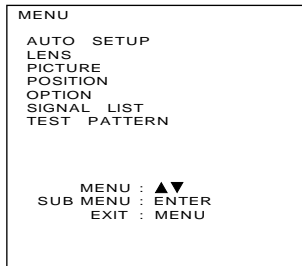 MENU
AUTO SETUP
LENS
PICTURE
POSITION
OPTION
SIGNAL LIST
TEST PATTERN
MENU : ▲▼
SUB MENU : ENTER
EXIT : MENU